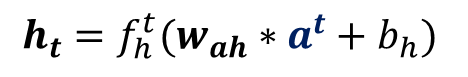 h_t = f_h^t(w_ah * a^t + b_h)